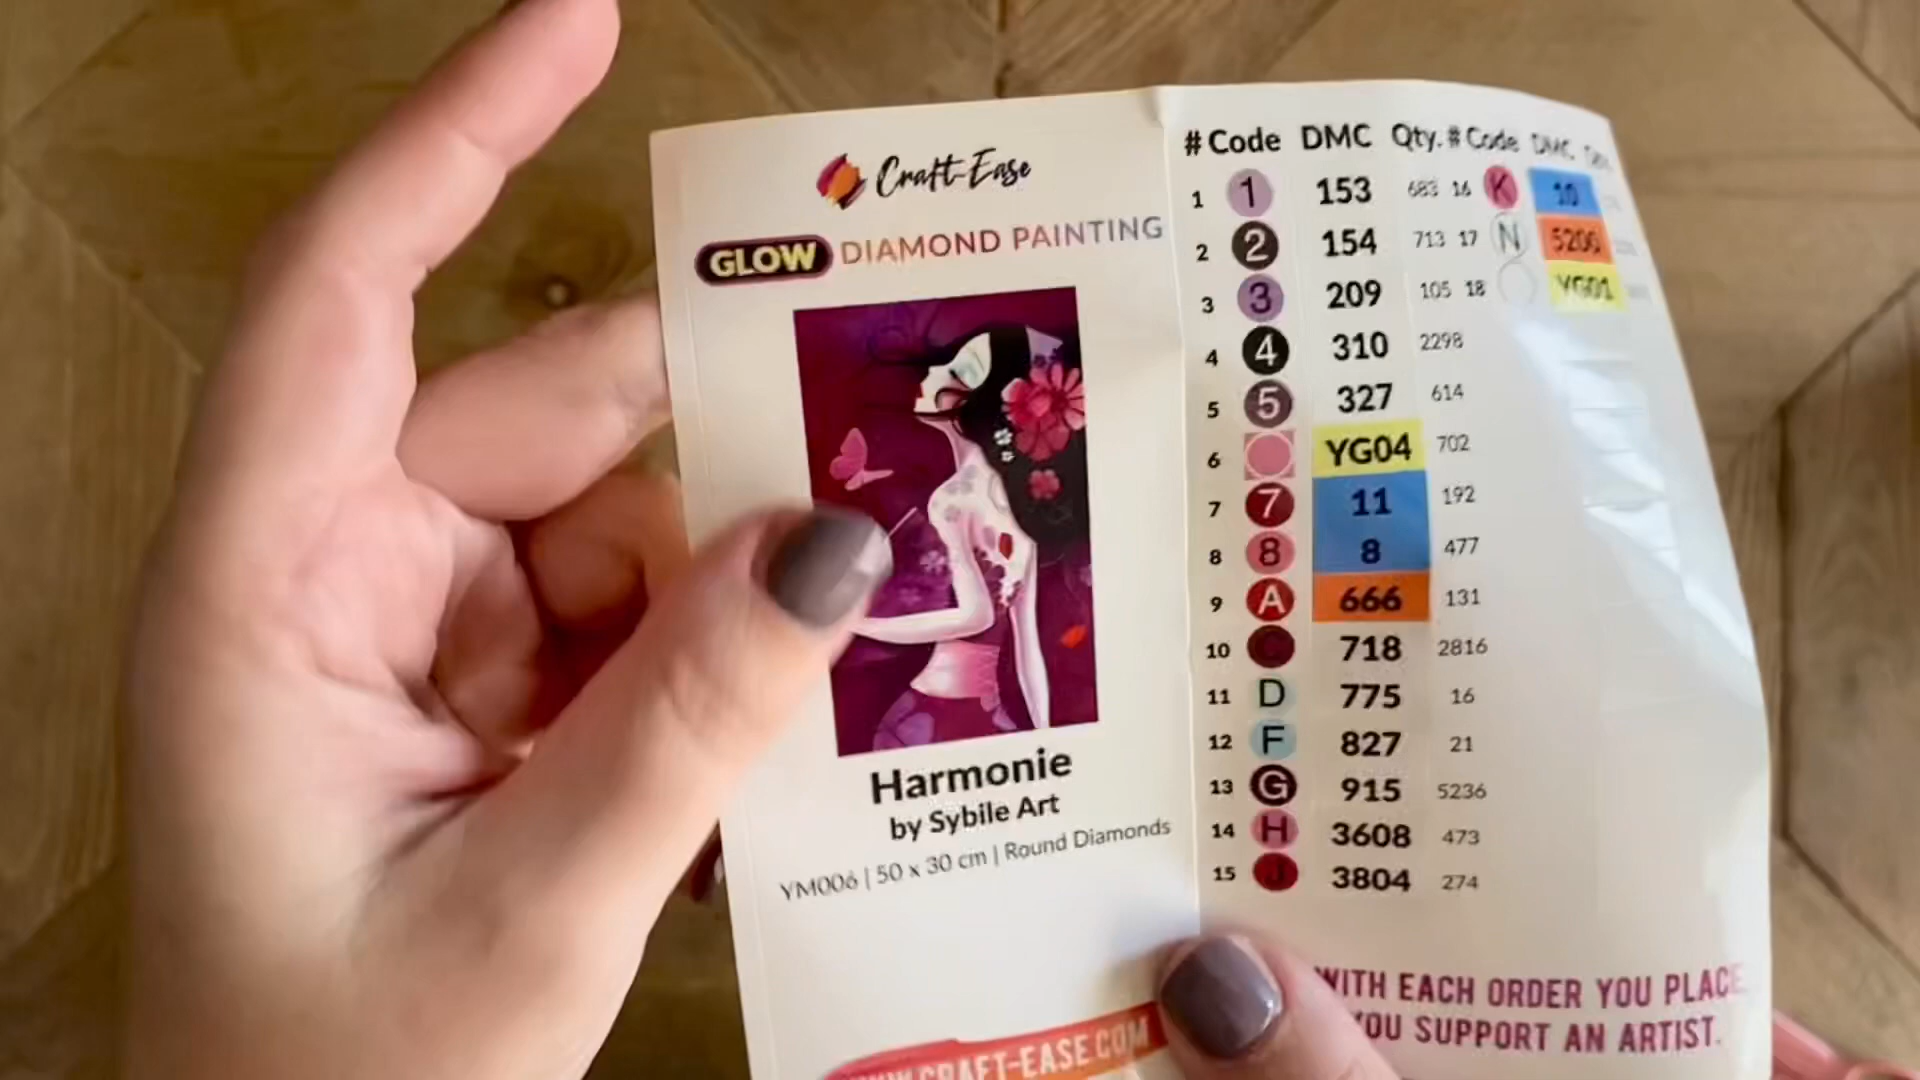 Craft-Ease
GLOW DIAMOND PAINTING
Harmonie
by Sybile Art
YM006 | 50 x 30 cm | Round Diamonds
CRAFT-EASE.COM
# Code DMC Qty. # Code DMC
1 1 153 683 16 K 10
2 2 154 713 17 N 5200
3 3 209 105 18 YG01
4 4 310 2298
5 5 327 614
6 YG04 702
7 7 11 192
8 8 8 477
9 A 666 131
10 C 718 2816
11 D 775 16
12 F 827 21
13 G 915 5236
14 H 3608 473
15 J 3804 274
WITH EACH ORDER YOU PLACE
YOU SUPPORT AN ARTIST.